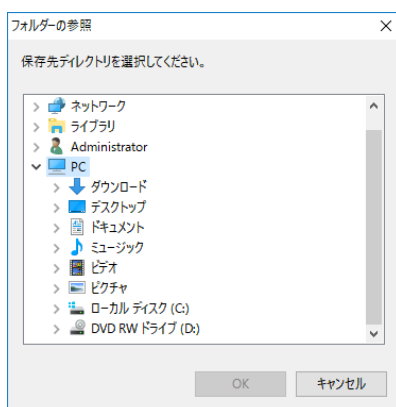 フォルダーの参照
保存先ディレクトリを選択してください。
ネットワーク
ライブラリ
Administrator
PC
ダウンロード
デスクトップ
ドキュメント
ミュージック
ビデオ
ピクチャ
ローカル ディスク (C:)
DVD RW ドライブ (D:)
OK
キャンセル